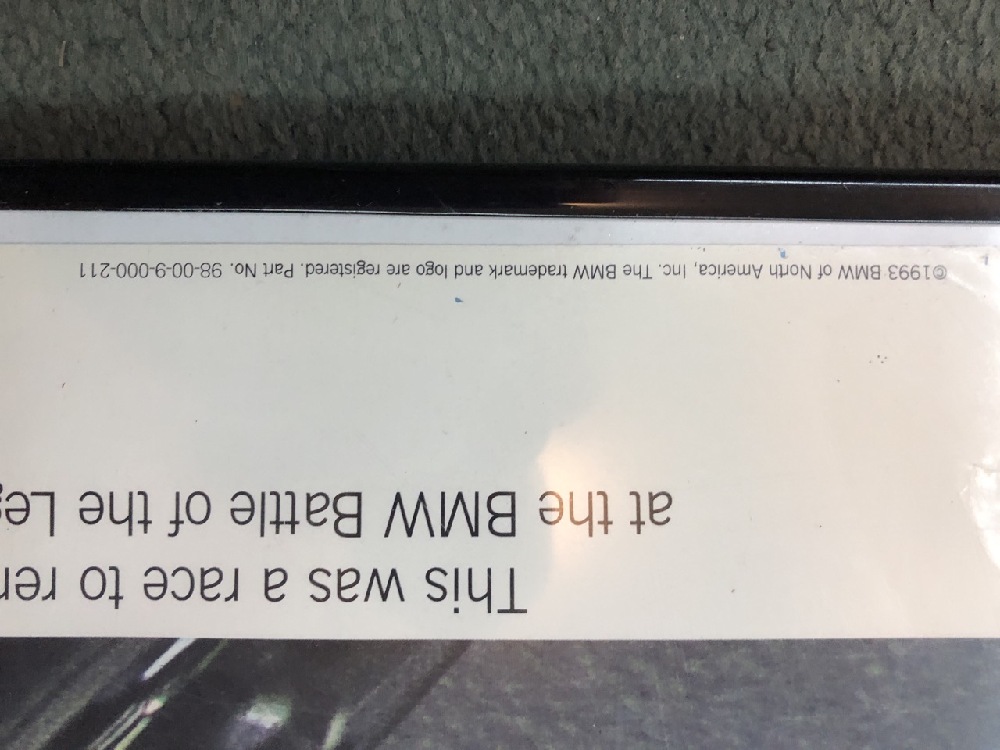 This was a race to
at the BMW Battle of the
©1993 BMW of North America, Inc. The BMW trademark and logo are registered. Part No. 98-00-9-000-211